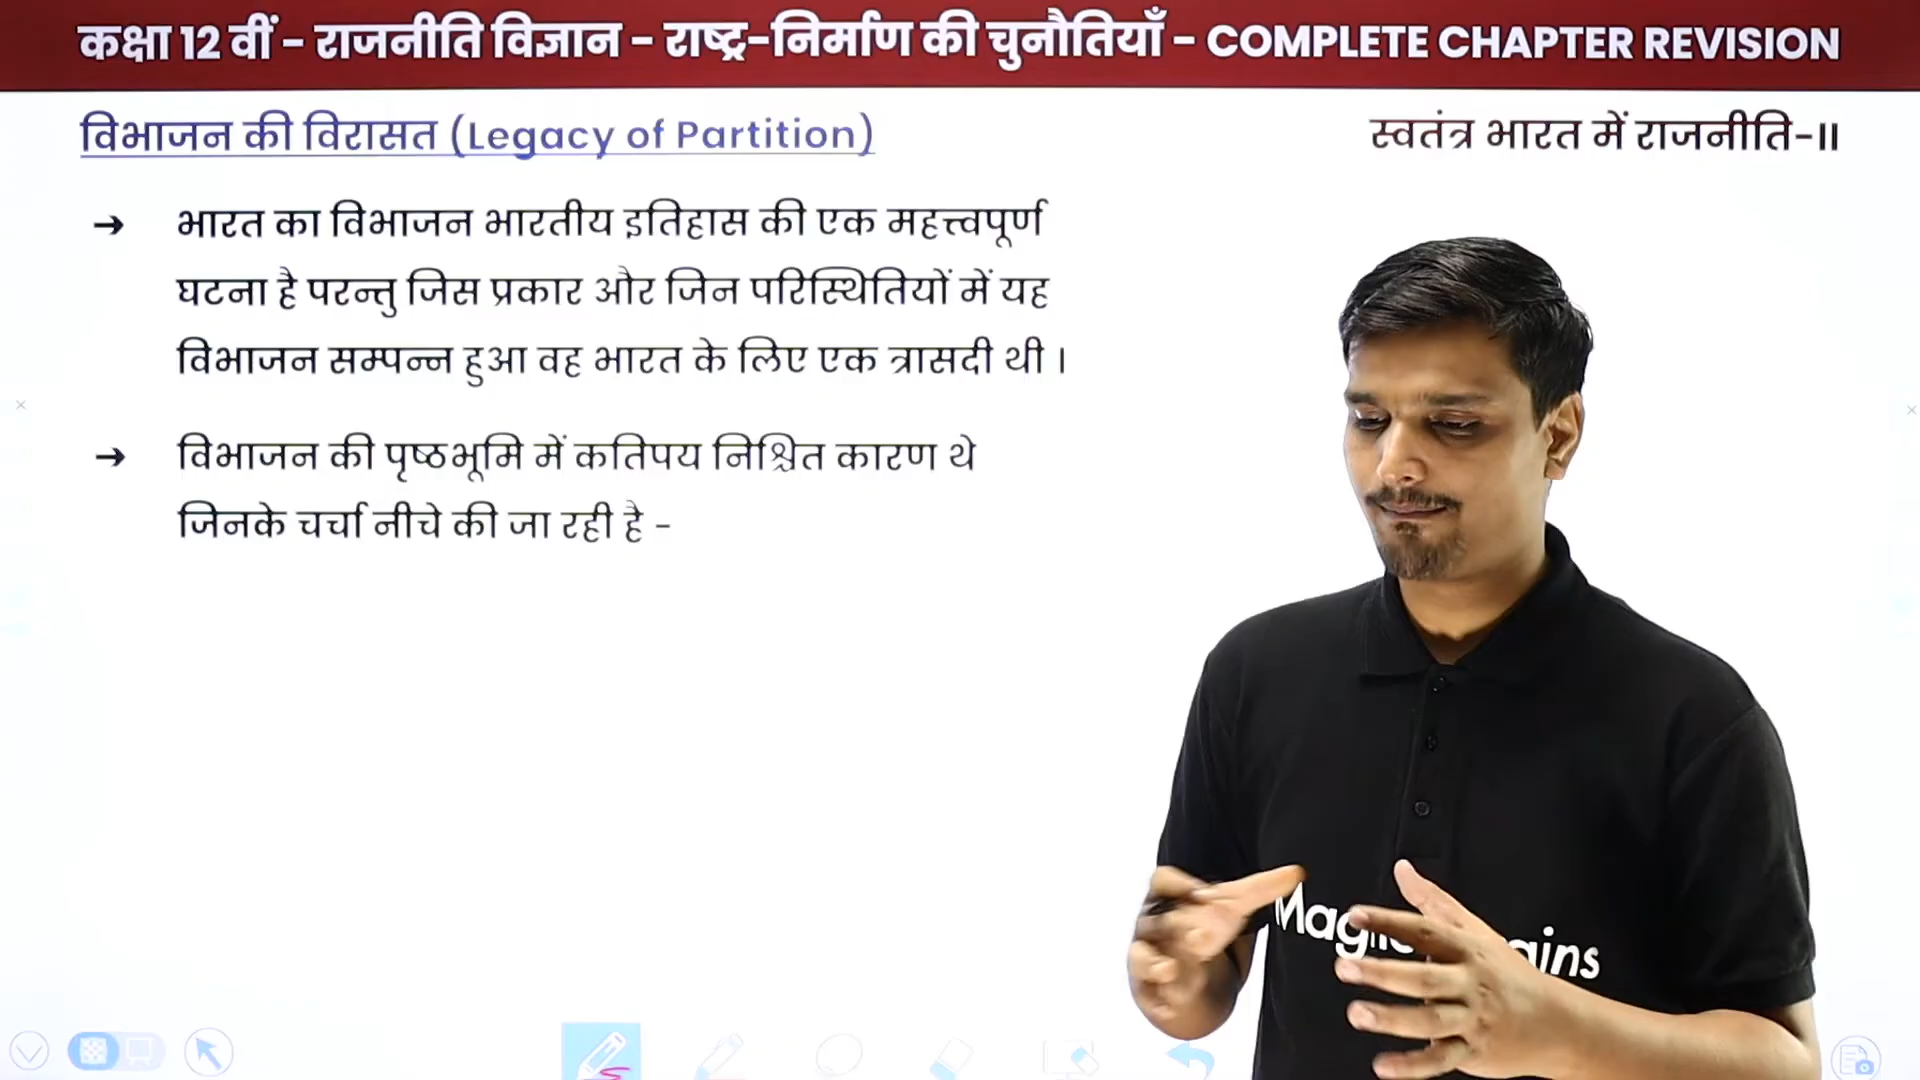 कक्षा 12 वीं - राजनीति विज्ञान - राष्ट्र-निर्माण की चुनौतियाँ - COMPLETE CHAPTER REVISION
विभाजन की विरासत (Legacy of Partition)
स्वतंत्र भारत में राजनीति-II
→ भारत का विभाजन भारतीय इतिहास की एक महत्त्वपूर्ण
घटना है परन्तु जिस प्रकार और जिन परिस्थितियों में यह
विभाजन सम्पन्न हुआ वह भारत के लिए एक त्रासदी थी ।
→ विभाजन की पृष्ठभूमि में कतिपय निश्चित कारण थे
जिनके चर्चा नीचे की जा रही है -